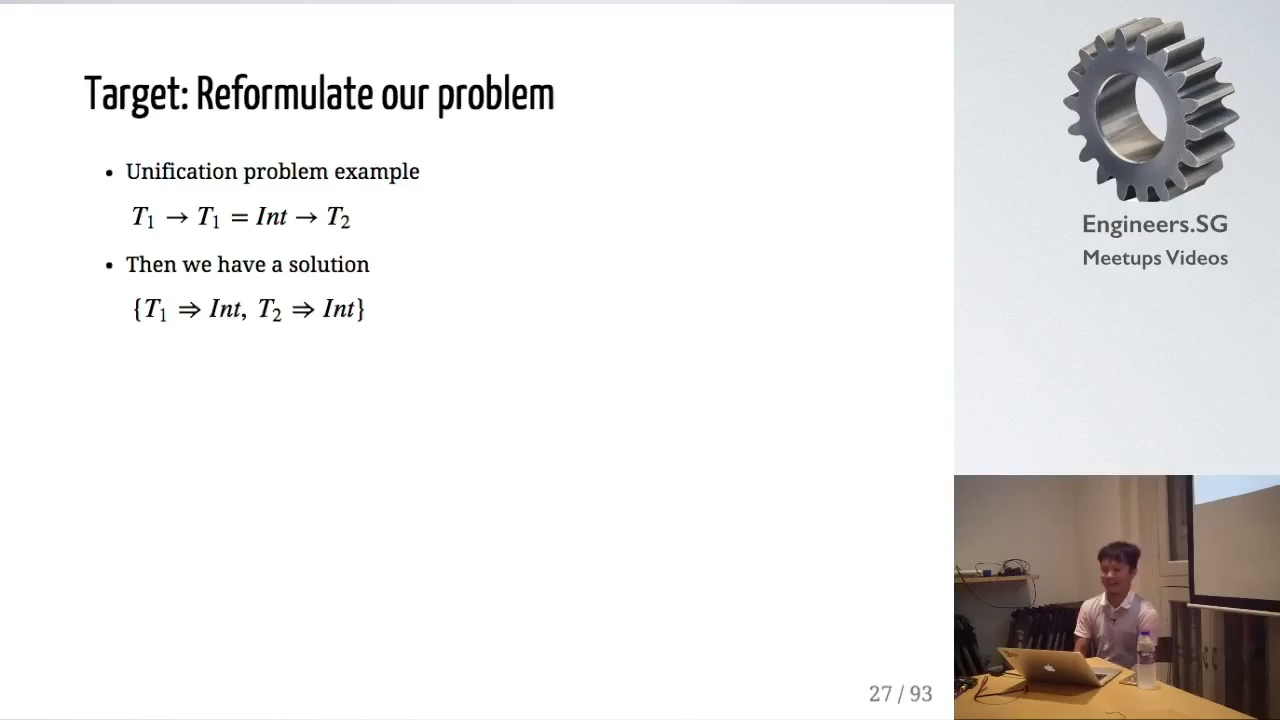 Target: Reformulate our problem
• Unification problem example
T₁ → T₁ = Int → T₂
• Then we have a solution
{T₁ ⇒ Int, T₂ ⇒ Int}
27 / 93
Engineers.SG
Meetups Videos